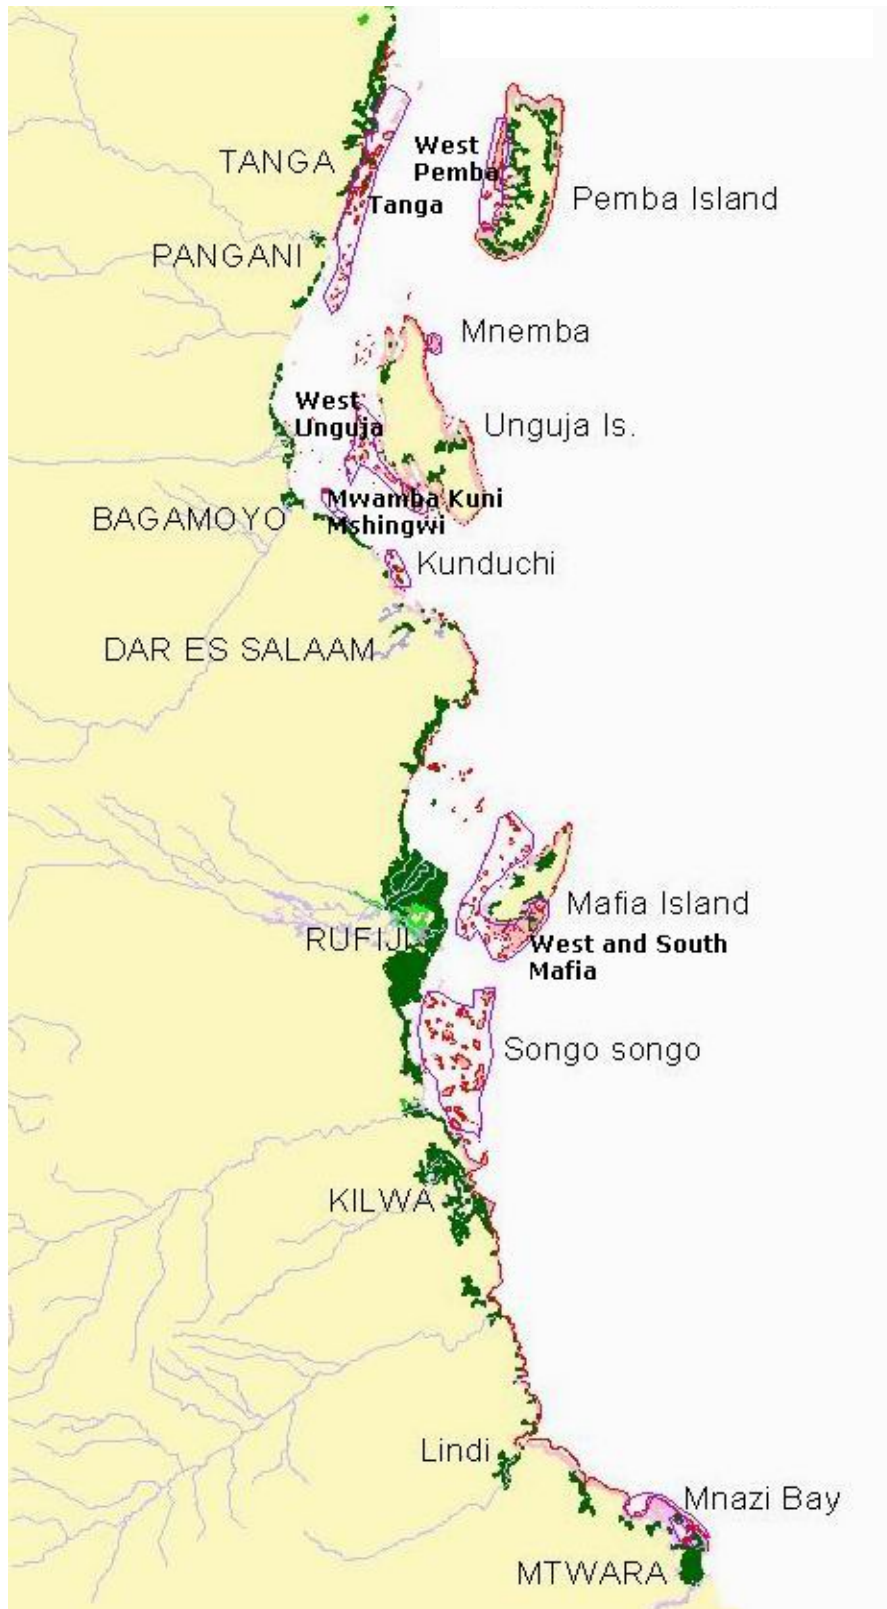 West
Pemba
TANGA
Pemba Island
Tanga
PANGANI
Mnemba
West
Unguja
Unguja Is.
Mwamba Kuni
Mshingwi
BAGAMOYO
Kunduchi
DAR ES SALAAM
Mafia Island
RUFIJI
West and South
Mafia
Songo songo
KILWA
Lindi
Mnazi Bay
MTWARA